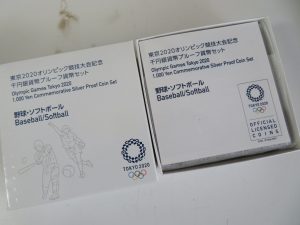 東京2020オリンピック競技大会記念
千円銀貨幣プルーフ貨幣セット
Olympic Games Tokyo 2020
1,000 Yen Commemorative Silver Proof Coin Set
野球・ソフトボール
Baseball/Softball
TOKYO 2020
東京2020オリンピック競技大会記念
千円銀貨幣プルーフ貨幣セット
Olympic Games Tokyo 2020
1,000 Yen Commemorative Silver Proof Coin Set
野球・ソフトボール
Baseball/Softball
TOKYO 2020
OFFICIAL
LICENSED
COINS